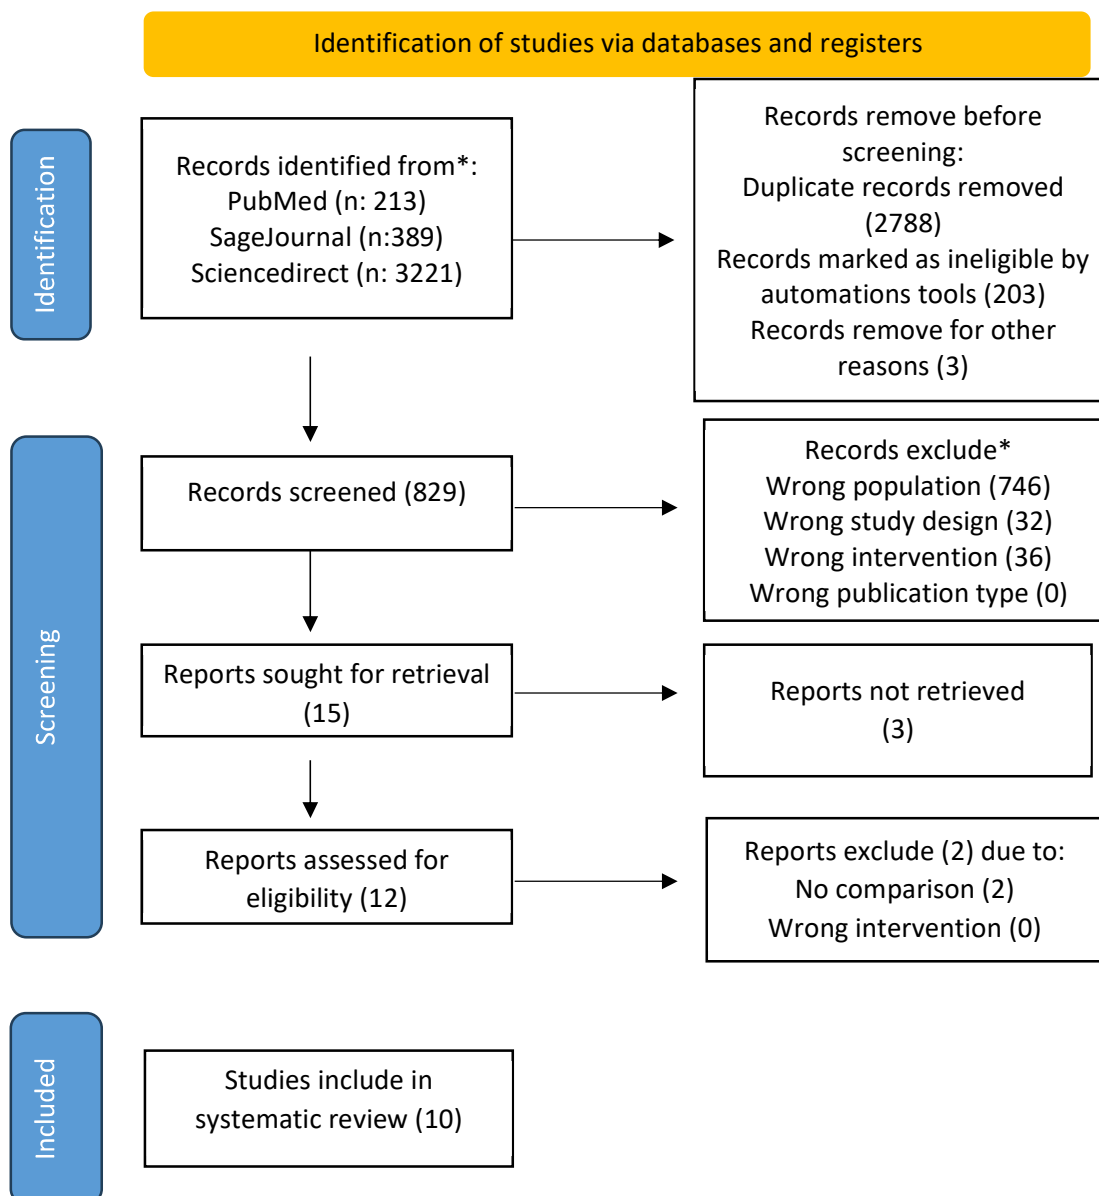 Identification of studies via databases and registers
Identification
Records identified from*:
PubMed (n: 213)
SageJournal (n:389)
Sciencedirect (n: 3221)
Records remove before
screening:
Duplicate records removed
(2788)
Records marked as ineligible by
automations tools (203)
Records remove for other
reasons (3)
Screening
Records screened (829)
Records exclude*
Wrong population (746)
Wrong study design (32)
Wrong intervention (36)
Wrong publication type (0)
Reports sought for retrieval
(15)
Reports not retrieved
(3)
Reports assessed for
eligibility (12)
Reports exclude (2) due to:
No comparison (2)
Wrong intervention (0)
Included
Studies include in
systematic review (10)